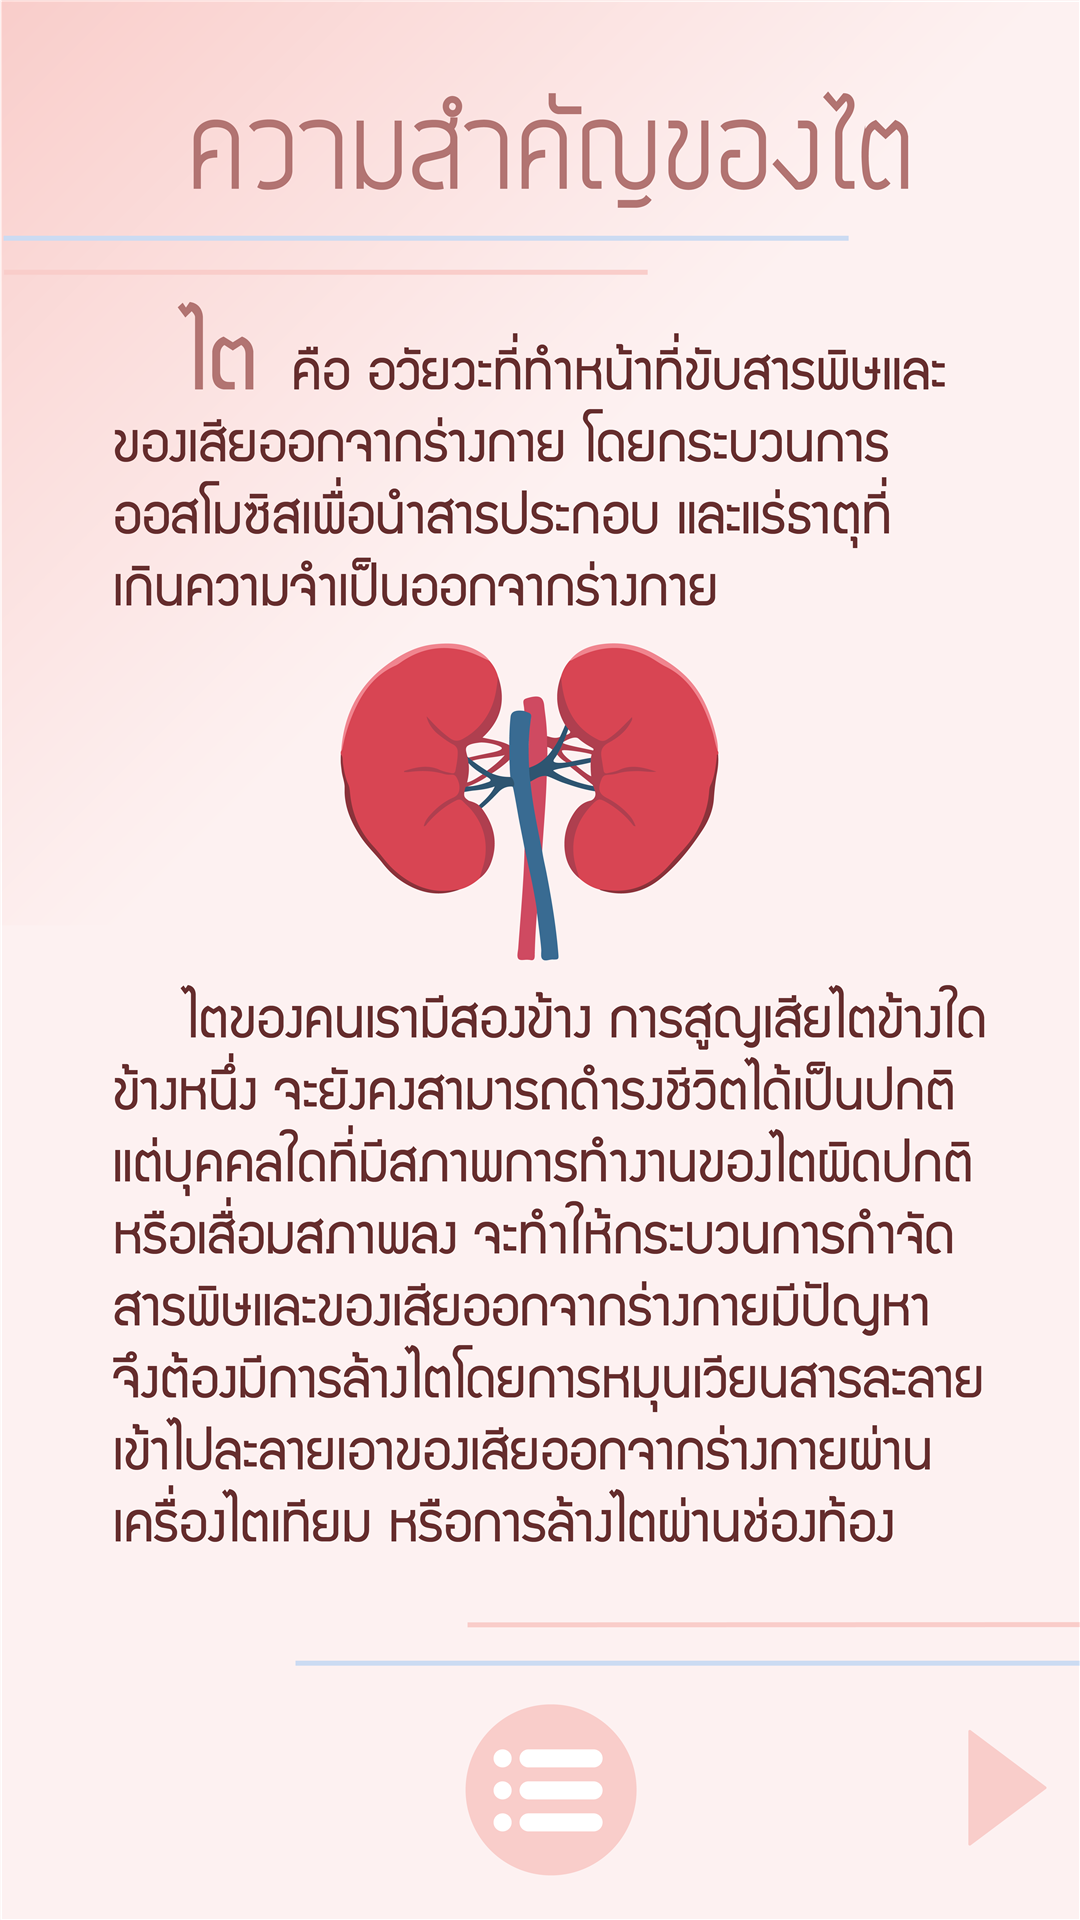 ความสำคัญของไต
ไต คือ อวัยวะที่ทำหน้าที่ขับสารพิษและ
ของเสียออกจากร่างกาย โดยกระบวนการ
ออสโมซิสเพื่อนำสารประกอบ และแร่ธาตุที่
เกินความจำเป็นออกจากร่างกาย
ไตของคนเรามีสองข้าง การสูญเสียไตข้างใด
ข้างหนึ่ง จะยังคงสามารถดำรงชีวิตได้เป็นปกติ
แต่บุคคลใดที่มีสภาพการทำงานของไตผิดปกติ
หรือเสื่อมสภาพลง จะทำให้กระบวนการกำจัด
สารพิษและของเสียออกจากร่างกายมีปัญหา
จึงต้องมีการล้างไตโดยการหมุนเวียนสารละลาย
เข้าไปละลายเอาของเสียออกจากร่างกายผ่าน
เครื่องไตเทียม หรือการล้างไตผ่านช่องท้อง